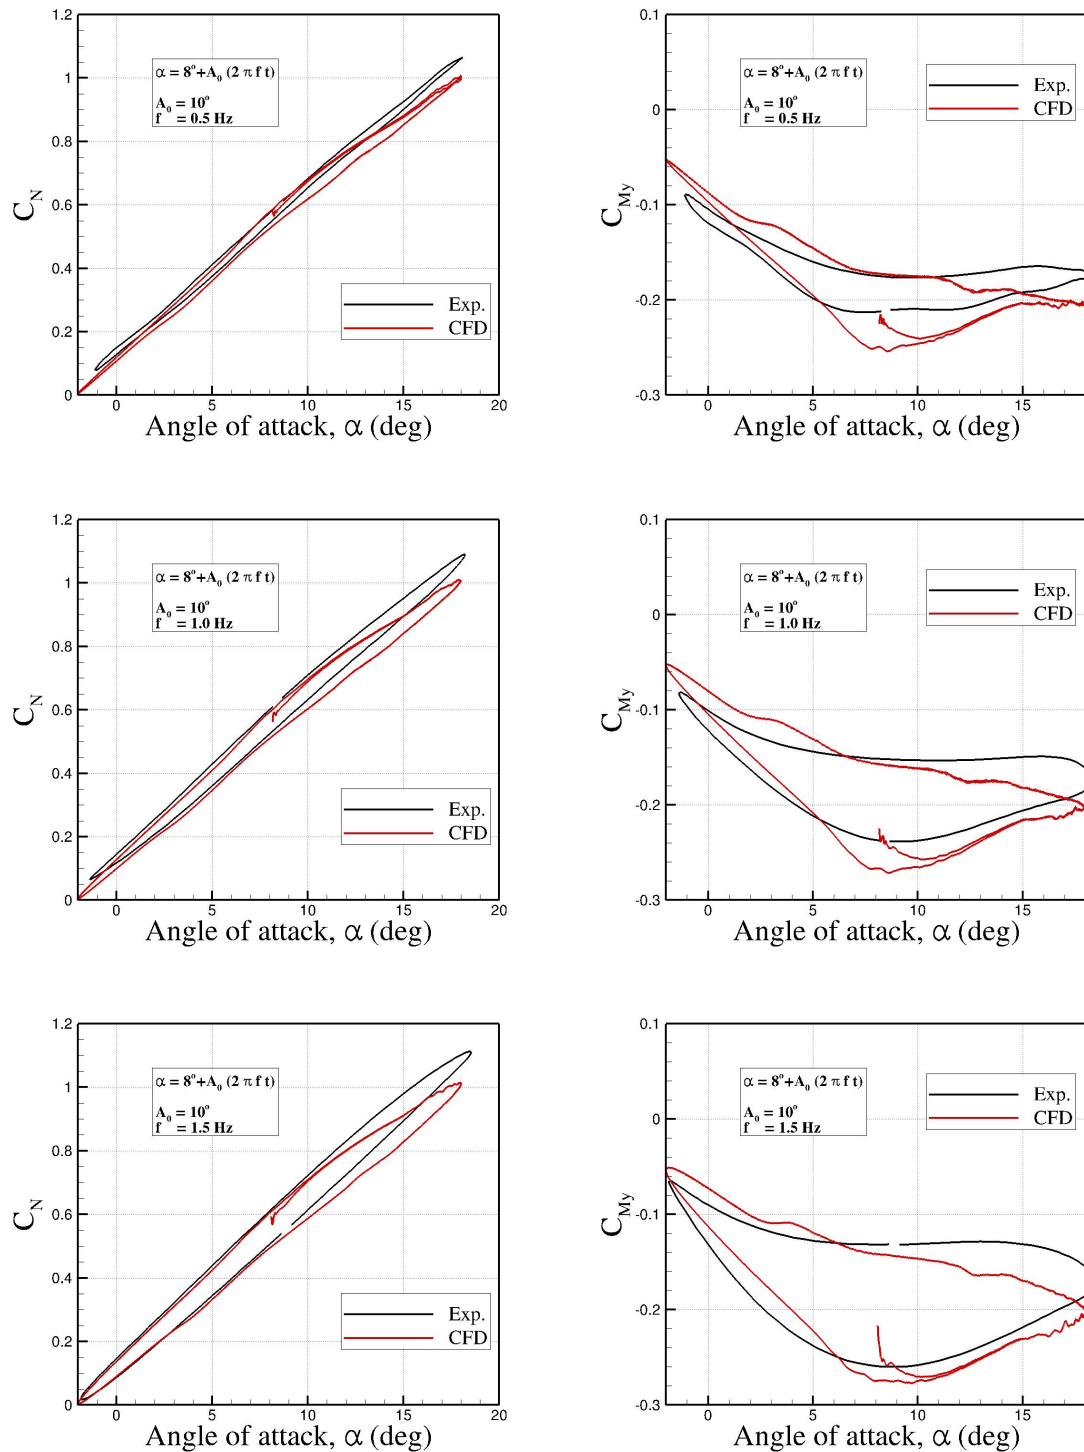 1.2
1
0.8
0.6
0.4
0.2
0
C_N
α = 8°+A₀ (2 π f t)
A₀ = 10°
f = 0.5 Hz
Exp.
CFD
0 5 10 15 20
Angle of attack, α (deg)
0.1
0
-0.1
-0.2
-0.3
C_My
α = 8°+A₀ (2 π f t)
A₀ = 10°
f = 0.5 Hz
Exp.
CFD
0 5 10 15
Angle of attack, α (deg)
1.2
1
0.8
0.6
0.4
0.2
0
C_N
α = 8°+A₀ (2 π f t)
A₀ = 10°
f = 1.0 Hz
Exp.
CFD
0 5 10 15 20
Angle of attack, α (deg)
0.1
0
-0.1
-0.2
-0.3
C_My
α = 8°+A₀ (2 π f t)
A₀ = 10°
f = 1.0 Hz
Exp.
CFD
0 5 10 15
Angle of attack, α (deg)
1.2
1
0.8
0.6
0.4
0.2
0
C_N
α = 8°+A₀ (2 π f t)
A₀ = 10°
f = 1.5 Hz
Exp.
CFD
0 5 10 15 20
Angle of attack, α (deg)
0.1
0
-0.1
-0.2
-0.3
C_My
α = 8°+A₀ (2 π f t)
A₀ = 10°
f = 1.5 Hz
Exp.
CFD
0 5 10 15
Angle of attack, α (deg)